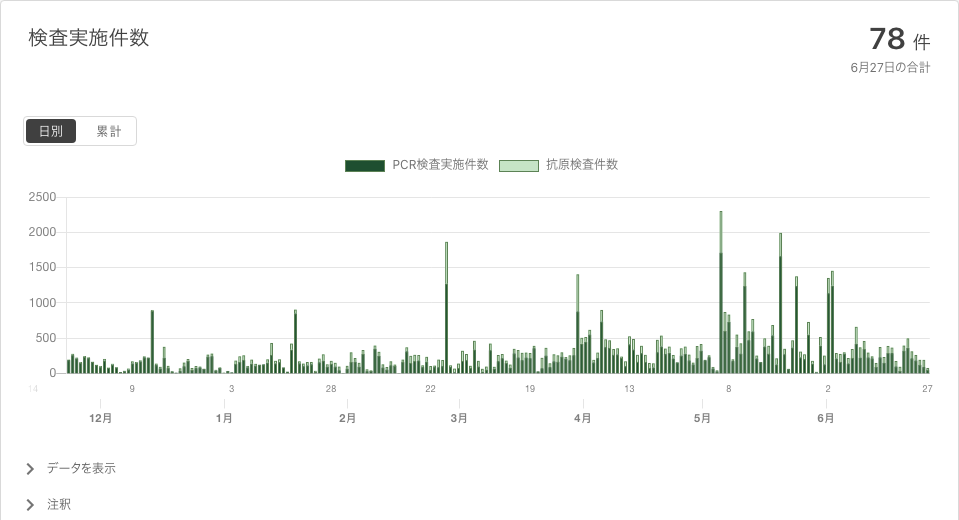 検査実施件数
78 件
6月27日の合計
日別 累計
PCR検査実施件数 抗原検査件数
2500
2000
1500
1000
500
0
14 9 3 28 22 19 13 8 2 27
12月 1月 2月 3月 4月 5月 6月
データを表示
注釈